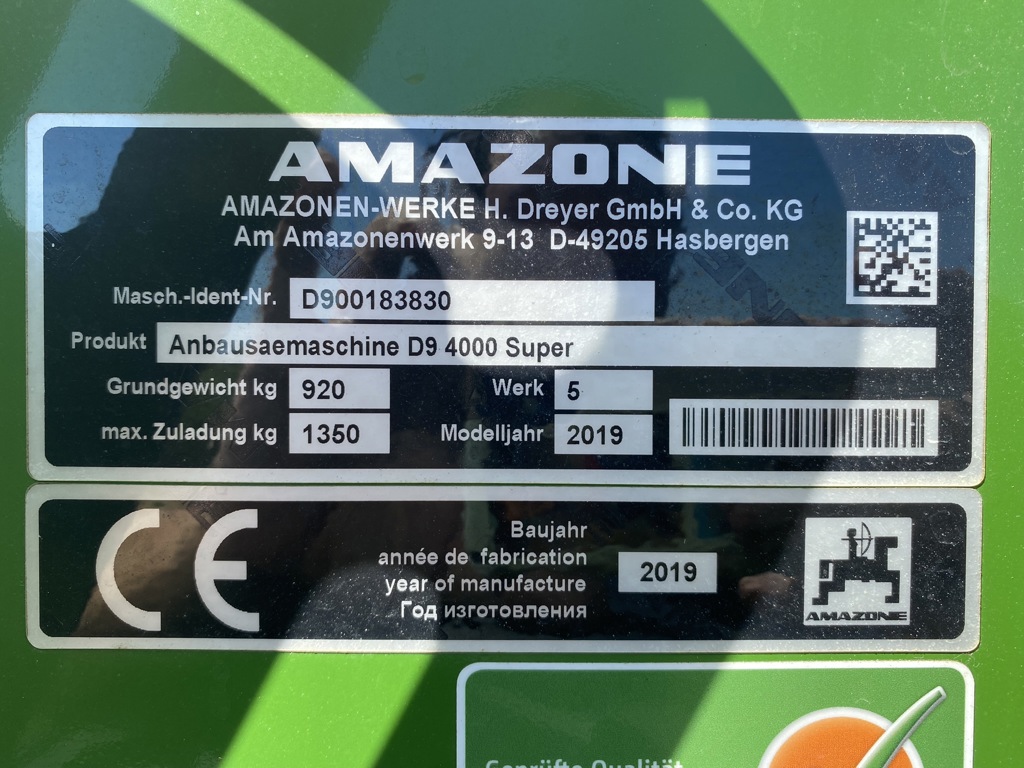 AMAZONE
AMAZONEN-WERKE H. Dreyer GmbH & Co. KG
Am Amazonenwerk 9-13 D-49205 Hasbergen
Masch.-Ident-Nr. D900183830
Produkt Anbausaemaschine D9 4000 Super
Grundgewicht kg 920 Werk 5
max. Zuladung kg 1350 Modelljahr 2019
CE
Baujahr
année de fabrication
year of manufacture 2019
Год изготовления
AMAZONE
Geprüfte Qualität